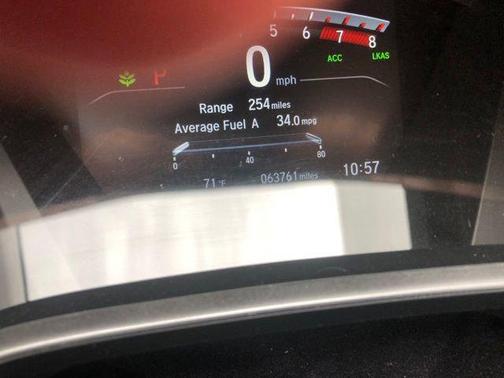 5 6 7 8
ACC LKAS
P 0 mph
Range 254 miles
Average Fuel A 34.0 mpg
0 40 80
71°F 063761 miles 10:57